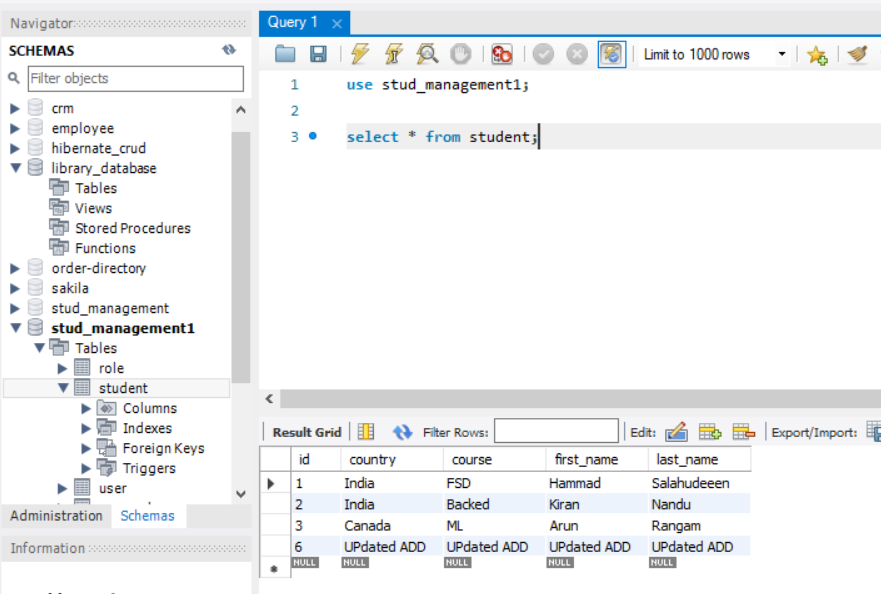 Navigator
SCHEMAS
Filter objects
crm
employee
hibernate_crud
library_database
Tables
Views
Stored Procedures
Functions
order-directory
sakila
stud_management
stud_management1
Tables
role
student
Columns
Indexes
Foreign Keys
Triggers
user
Administration Schemas
Information
Query 1
Limit to 1000 rows
1 use stud_management1;
2
3 select * from student;
Result Grid Filter Rows: Edit: Export/Import:
id country course first_name last_name
1 India FSD Hammad Salahudeeen
2 India Backed Kiran Nandu
3 Canada ML Arun Rangam
6 UPdated ADD UPdated ADD UPdated ADD UPdated ADD
NULL NULL NULL NULL NULL